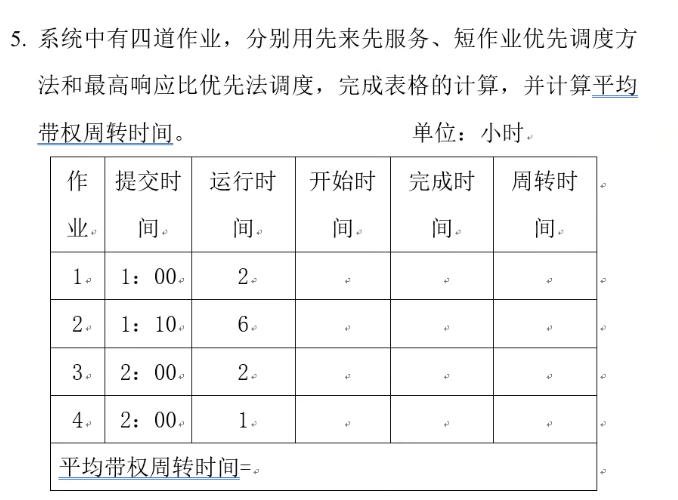 5. 系统中有四道作业，分别用先来先服务、短作业优先调度方
法和最高响应比优先法调度，完成表格的计算，并计算平均
带权周转时间。 单位：小时
作业 提交时间 运行时间 开始时间 完成时间 周转时间
1 1：00 2
2 1：10 6
3 2：00 2
4 2：00 1
平均带权周转时间=